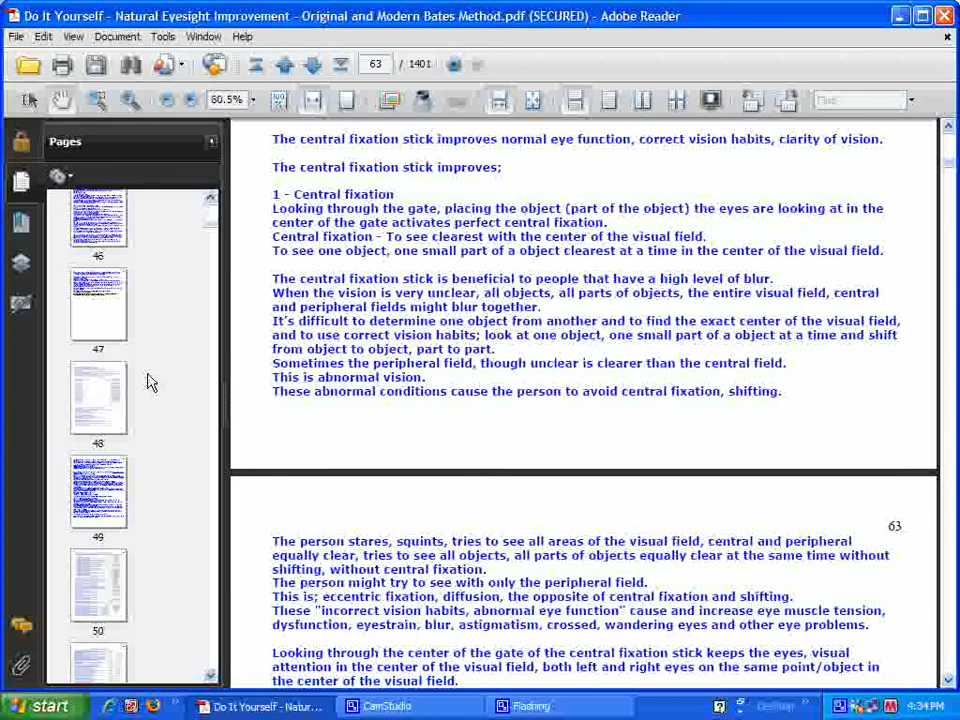 Do It Yourself - Natural Eyesight Improvement - Original and Modern Bates Method.pdf (SECURED) - Adobe Reader
File Edit View Document Tools Window Help
63 / 1401
80.5%
Find
Pages
46
47
48
49
50
The central fixation stick improves normal eye function, correct vision habits, clarity of vision.
The central fixation stick improves;
1 - Central fixation
Looking through the gate, placing the object (part of the object) the eyes are looking at in the
center of the gate activates perfect central fixation.
Central fixation - To see clearest with the center of the visual field.
To see one object, one small part of a object clearest at a time in the center of the visual field.
The central fixation stick is beneficial to people that have a high level of blur.
When the vision is very unclear, all objects, all parts of objects, the entire visual field, central
and peripheral fields might blur together.
It's difficult to determine one object from another and to find the exact center of the visual field,
and to use correct vision habits; look at one object, one small part of a object at a time and shift
from object to object, part to part.
Sometimes the peripheral field, though unclear is clearer than the central field.
This is abnormal vision.
These abnormal conditions cause the person to avoid central fixation, shifting.
63
The person stares, squints, tries to see all areas of the visual field, central and peripheral
equally clear, tries to see all objects, all parts of objects equally clear at the same time without
shifting, without central fixation.
The person might try to see with only the peripheral field.
This is; eccentric fixation, diffusion, the opposite of central fixation and shifting.
These "incorrect vision habits, abnormal eye function" cause and increase eye muscle tension,
dysfunction, eyestrain, blur, astigmatism, crossed, wandering eyes and other eye problems.
Looking through the center of the gate of the central fixation stick keeps the eyes, visual
attention in the center of the visual field, both left and right eyes on the same point/object in
the center of the visual field.
start
Do It Yourself - Natur...
CamStudio
Flashing
Desktop
4:34 PM